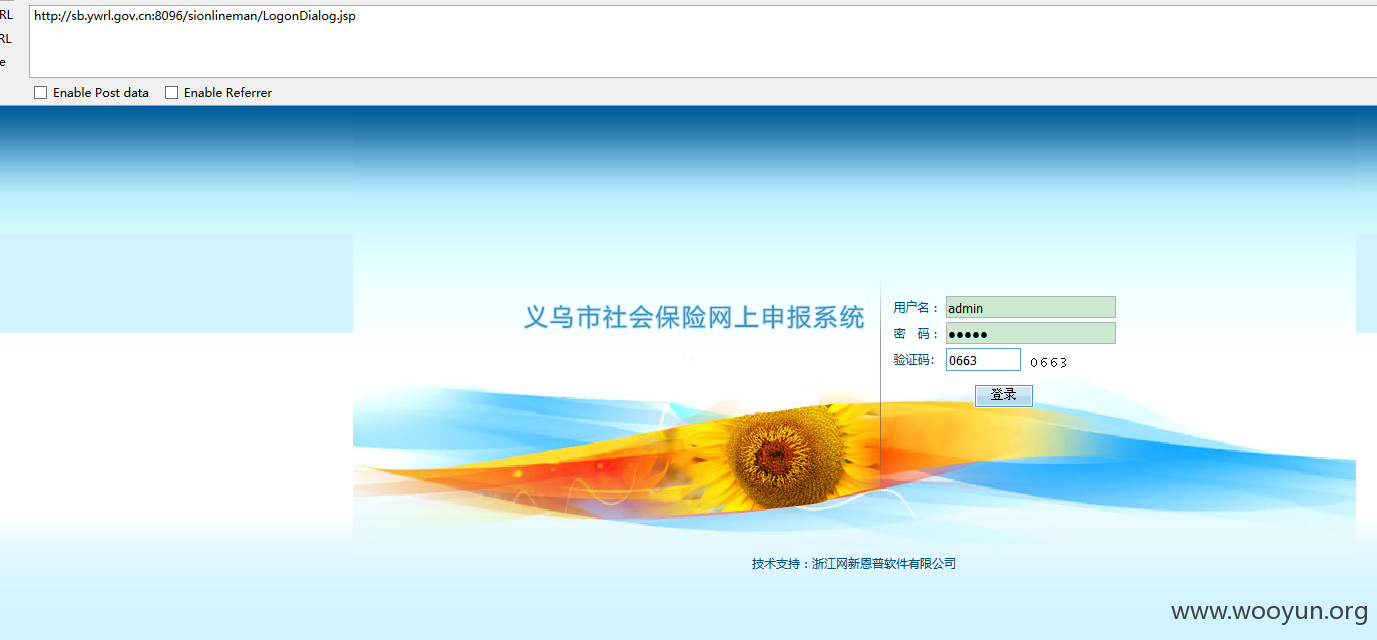 RL
http://sb.ywrl.gov.cn:8096/sionlineman/LogonDialog.jsp
RL
e
Enable Post data
Enable Referrer
义乌市社会保险网上申报系统
用户名：
admin
密 码：
●●●●●
验证码：
0663
0663
登录
技术支持：浙江网新恩普软件有限公司
www.wooyun.org